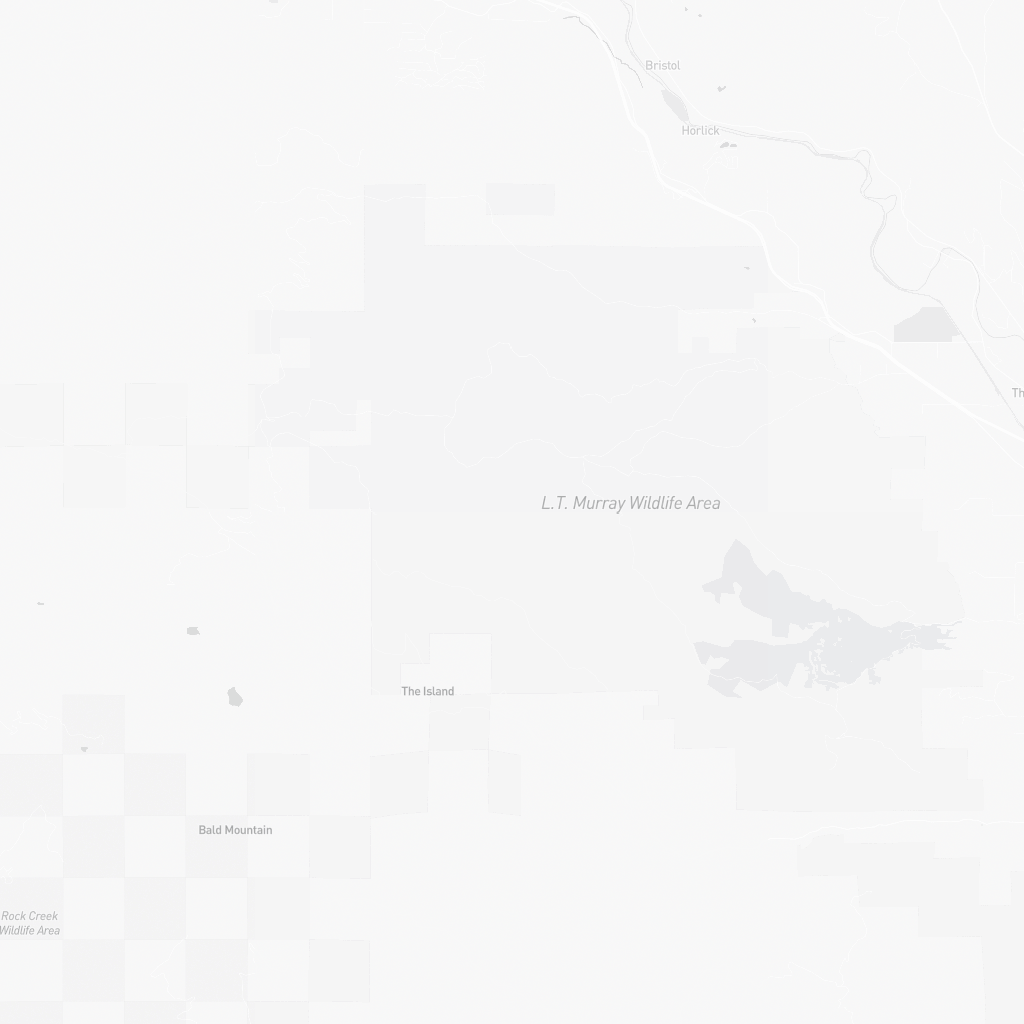 Bristol
Horlick
Th
L.T. Murray Wildlife Area
The Island
Bald Mountain
Rock Creek
Wildlife Area